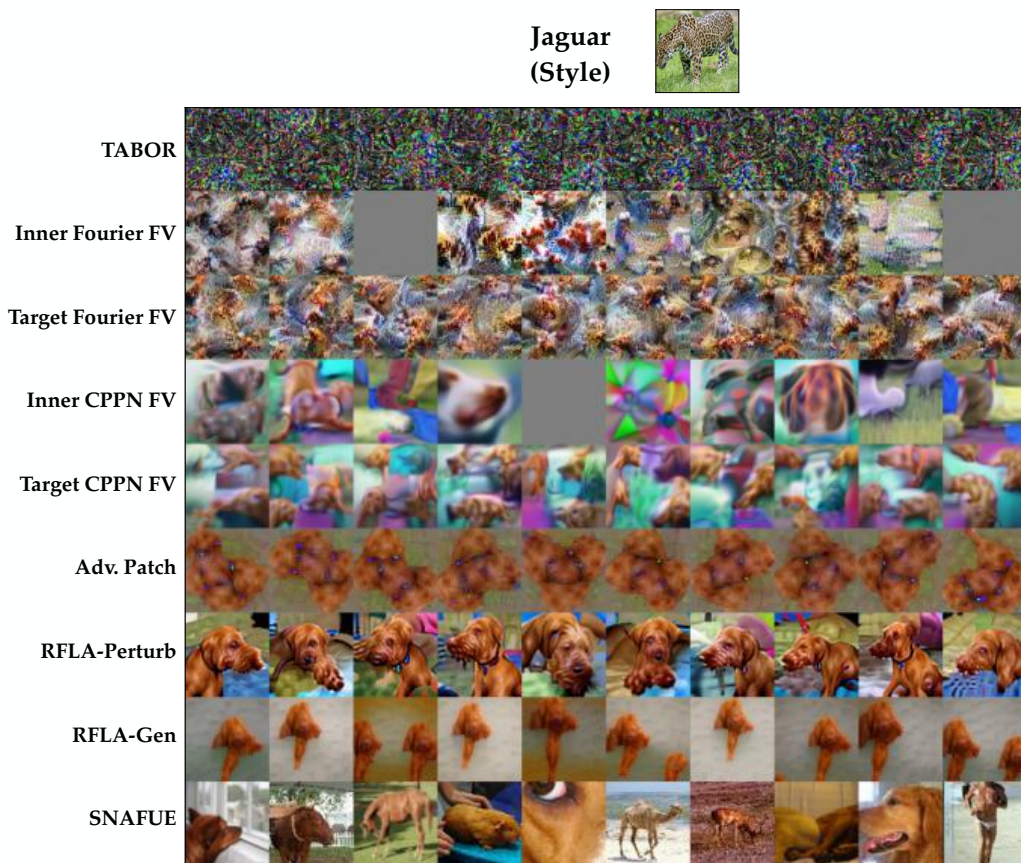 Jaguar
(Style)
TABOR
Inner Fourier FV
Target Fourier FV
Inner CPPN FV
Target CPPN FV
Adv. Patch
RFLA-Perturb
RFLA-Gen
SNAFUE